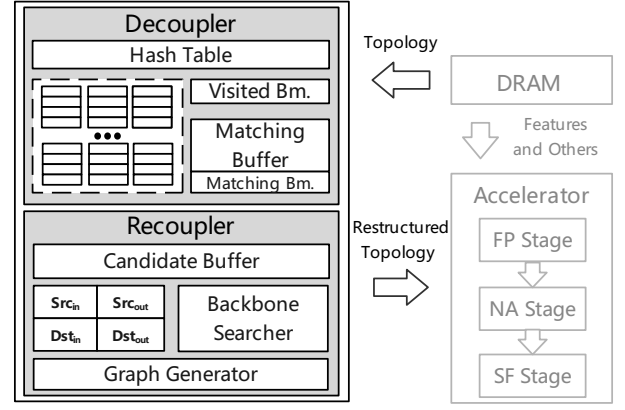 Decoupler
Hash Table
Visited Bm.
Matching
Buffer
Matching Bm.
Recoupler
Candidate Buffer
Srcin Srcout
Dstin Dstout
Backbone
Searcher
Graph Generator
Topology
Restructured
Topology
DRAM
Features
and Others
Accelerator
FP Stage
NA Stage
SF Stage